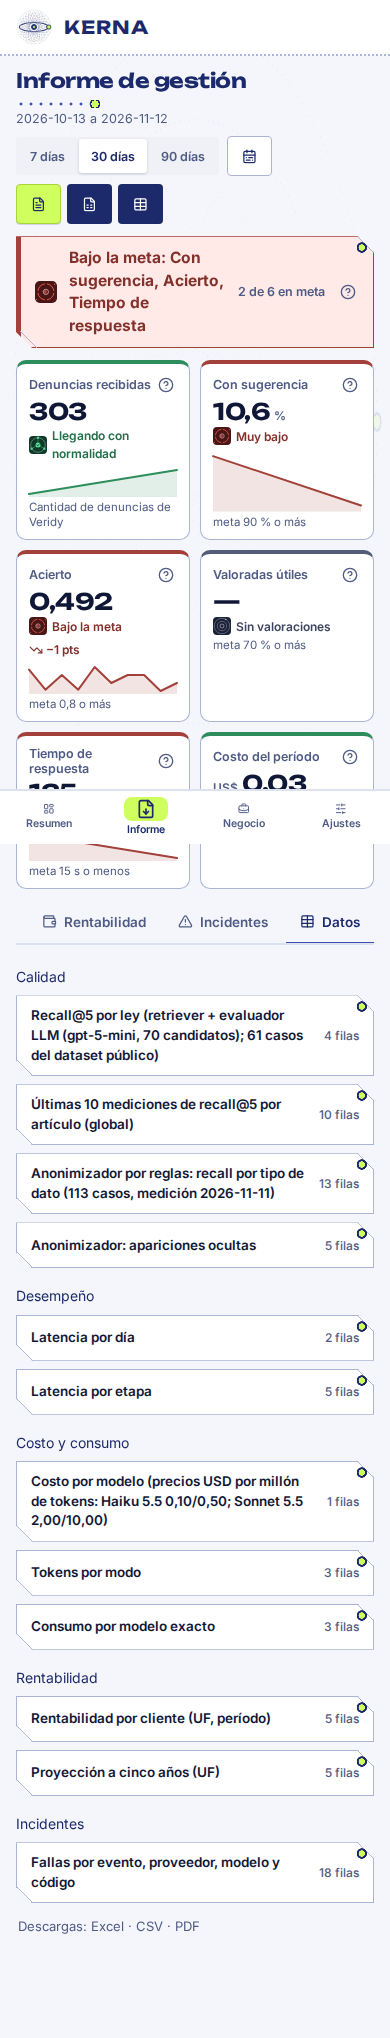 KERNA
Informe de gestión
2026-10-13 a 2026-11-12
7 días 30 días 90 días
Bajo la meta: Con
sugerencia, Acierto,
Tiempo de
respuesta
2 de 6 en meta
Denuncias recibidas
303
Llegando con
normalidad
Cantidad de denuncias de
Veridy
Con sugerencia
10,6 %
Muy bajo
meta 90 % o más
Acierto
0,492
Bajo la meta
−1 pts
meta 0,8 o más
Valoradas útiles
—
Sin valoraciones
meta 70 % o más
Tiempo de
respuesta
Costo del período
US$ 0,03
Resumen Informe Negocio Ajustes
meta 15 s o menos
Rentabilidad Incidentes Datos
Calidad
Recall@5 por ley (retriever + evaluador
LLM (gpt-5-mini, 70 candidatos); 61 casos
del dataset público)
4 filas
Últimas 10 mediciones de recall@5 por
artículo (global)
10 filas
Anonimizador por reglas: recall por tipo de
dato (113 casos, medición 2026-11-11)
13 filas
Anonimizador: apariciones ocultas
5 filas
Desempeño
Latencia por día
2 filas
Latencia por etapa
5 filas
Costo y consumo
Costo por modelo (precios USD por millón
de tokens: Haiku 5.5 0,10/0,50; Sonnet 5.5
2,00/10,00)
1 filas
Tokens por modo
3 filas
Consumo por modelo exacto
3 filas
Rentabilidad
Rentabilidad por cliente (UF, período)
5 filas
Proyección a cinco años (UF)
5 filas
Incidentes
Fallas por evento, proveedor, modelo y
código
18 filas
Descargas: Excel · CSV · PDF